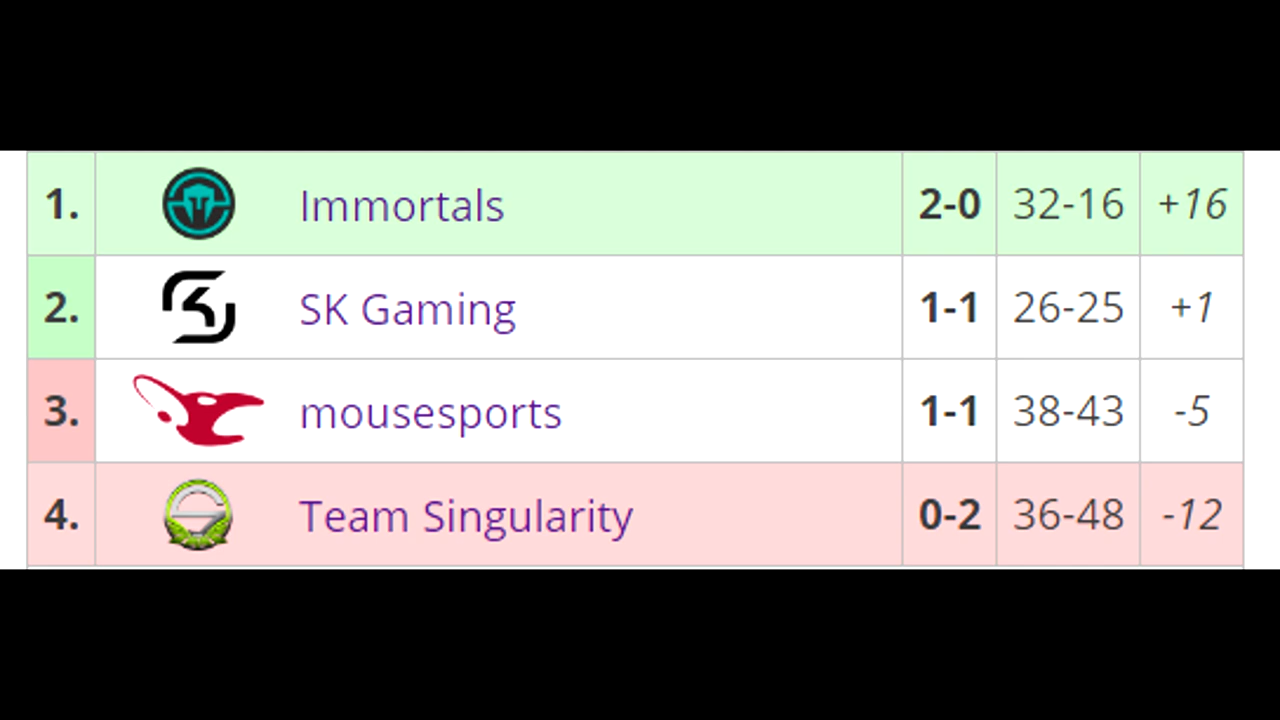 1. Immortals 2-0 32-16 +16
2. SK Gaming 1-1 26-25 +1
3. mousesports 1-1 38-43 -5
4. Team Singularity 0-2 36-48 -12